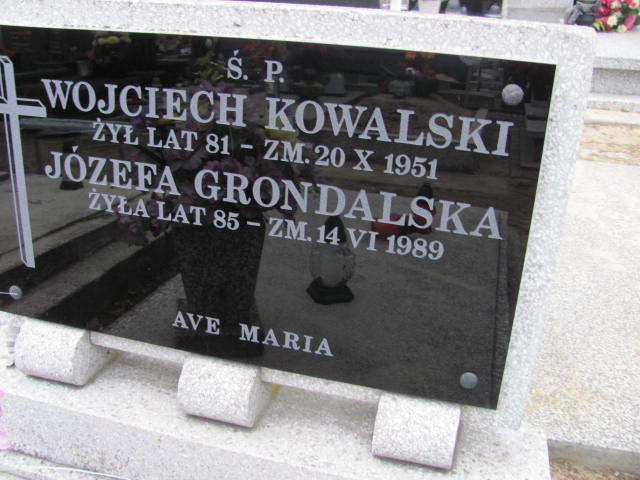 Ś. P.
WOJCIECH KOWALSKI
ŻYŁ LAT 81 – ZM. 20 X 1951
JÓZEFA GRONDALSKA
ŻYŁA LAT 85 – ZM. 14 VI 1989
AVE MARIA